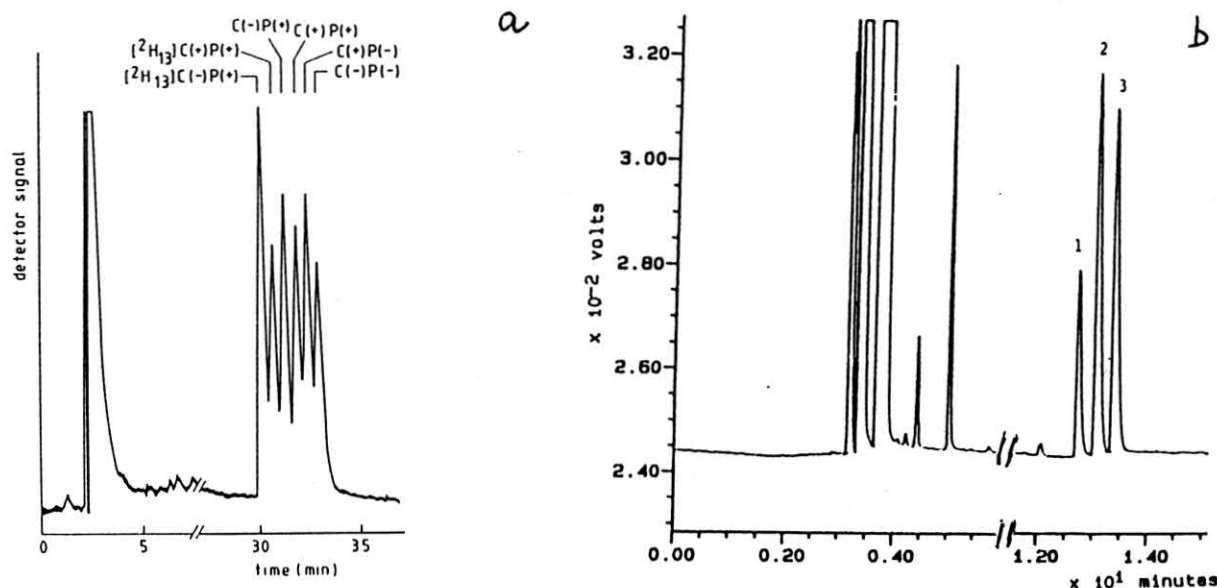 a
C(-)P(+) C(+)P(+)
[²H₁₃]C(+)P(+) C(+)P(-)
[²H₁₃]C(-)P(+) C(-)P(-)
detector signal
0 5 30 35
time (min)
b
3.20
3.00
2.80
2.60
2.40
x 10⁻² volts
1
2
3
0.00 0.20 0.40 1.20 1.40
x 10¹ minutes